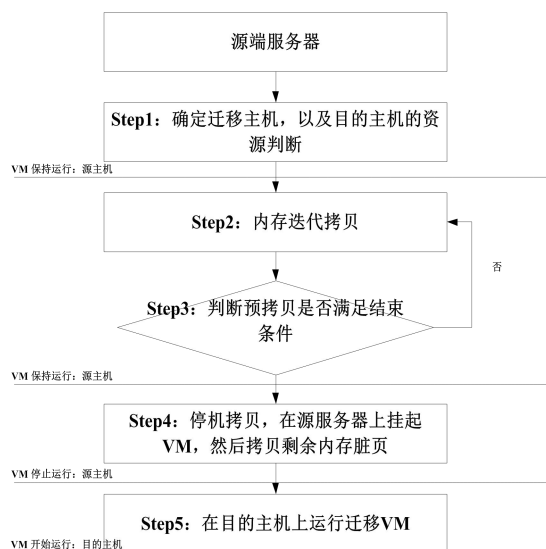 源端服务器
Step1：确定迁移主机，以及目的主机的资
源判断
VM 保持运行：源主机
Step2：内存迭代拷贝
否
Step3：判断预拷贝是否满足结束
条件
VM 保持运行：源主机
Step4：停机拷贝，在源服务器上挂起
VM，然后拷贝剩余内存脏页
VM 停止运行：源主机
Step5：在目的主机上运行迁移VM
VM 开始运行：目的主机